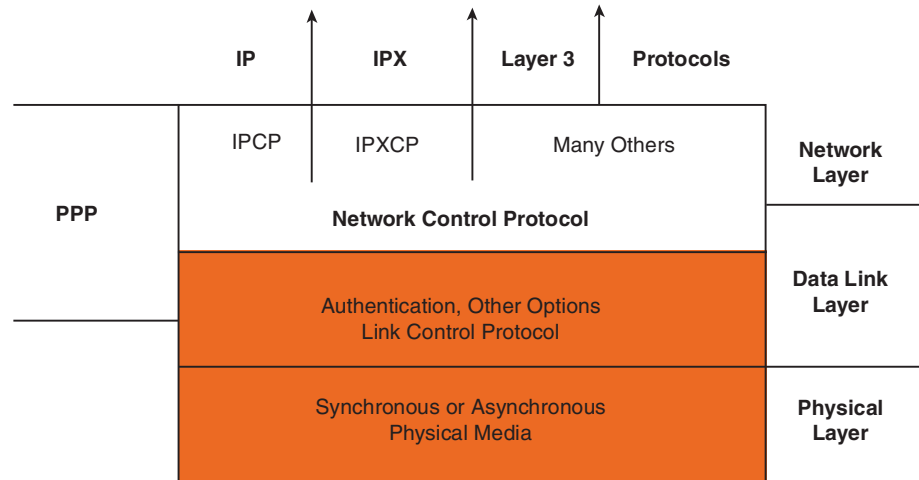 IP IPX Layer 3 Protocols
IPCP IPXCP Many Others
Network
Layer
PPP
Network Control Protocol
Data Link
Layer
Authentication, Other Options
Link Control Protocol
Synchronous or Asynchronous
Physical Media
Physical
Layer